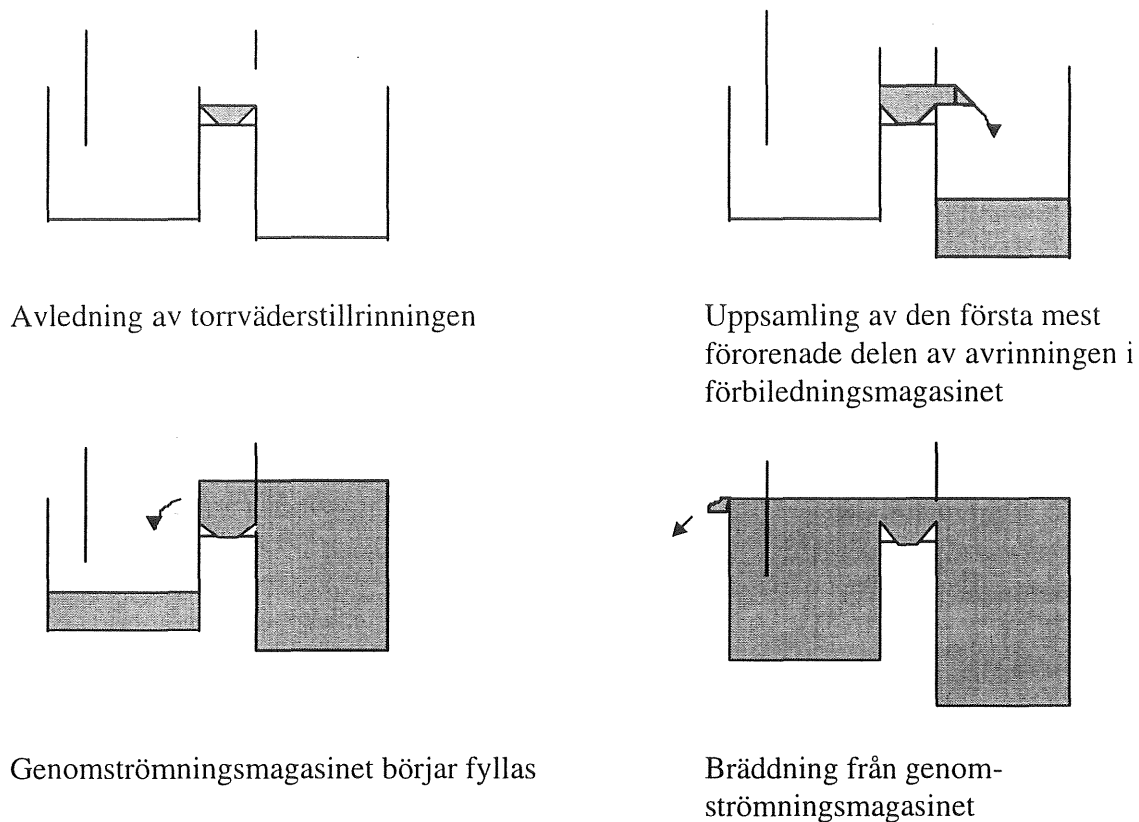 Avledning av torrväderstillrinningen
Uppsamling av den första mest
förorenade delen av avrinningen i
förbiledningsmagasinet
Genomströmningsmagasinet börjar fyllas
Bräddning från genom-
strömningsmagasinet